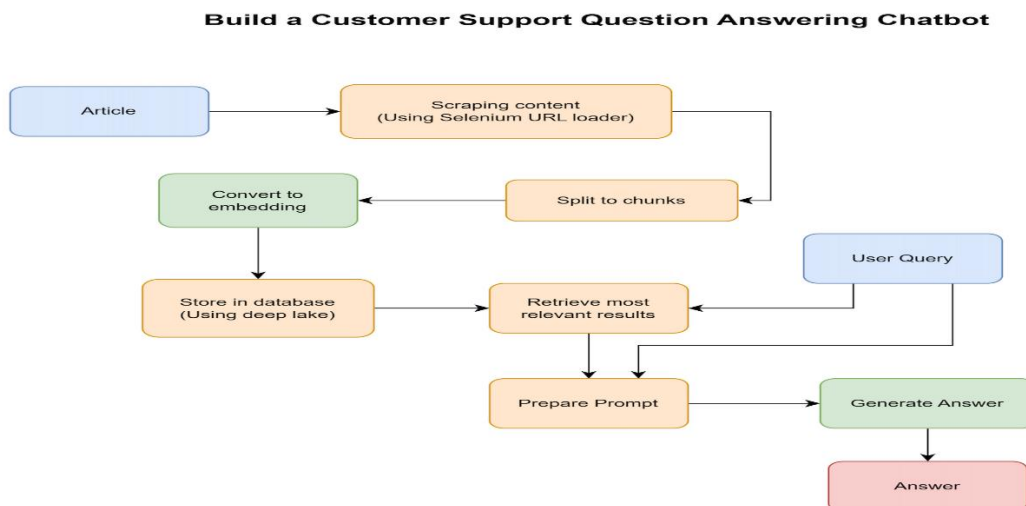 Build a Customer Support Question Answering Chatbot
Article
Scraping content
(Using Selenium URL loader)
Convert to
embedding
Split to chunks
User Query
Store in database
(Using deep lake)
Retrieve most
relevant results
Prepare Prompt
Generate Answer
Answer